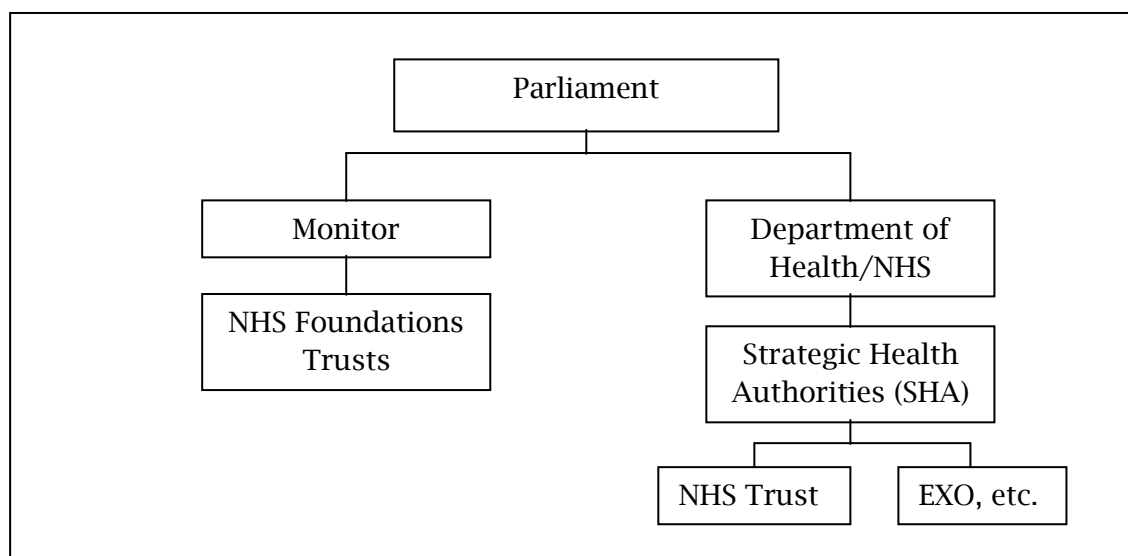 Parliament
Monitor
Department of
Health/NHS
NHS Foundations
Trusts
Strategic Health
Authorities (SHA)
NHS Trust
EXO, etc.